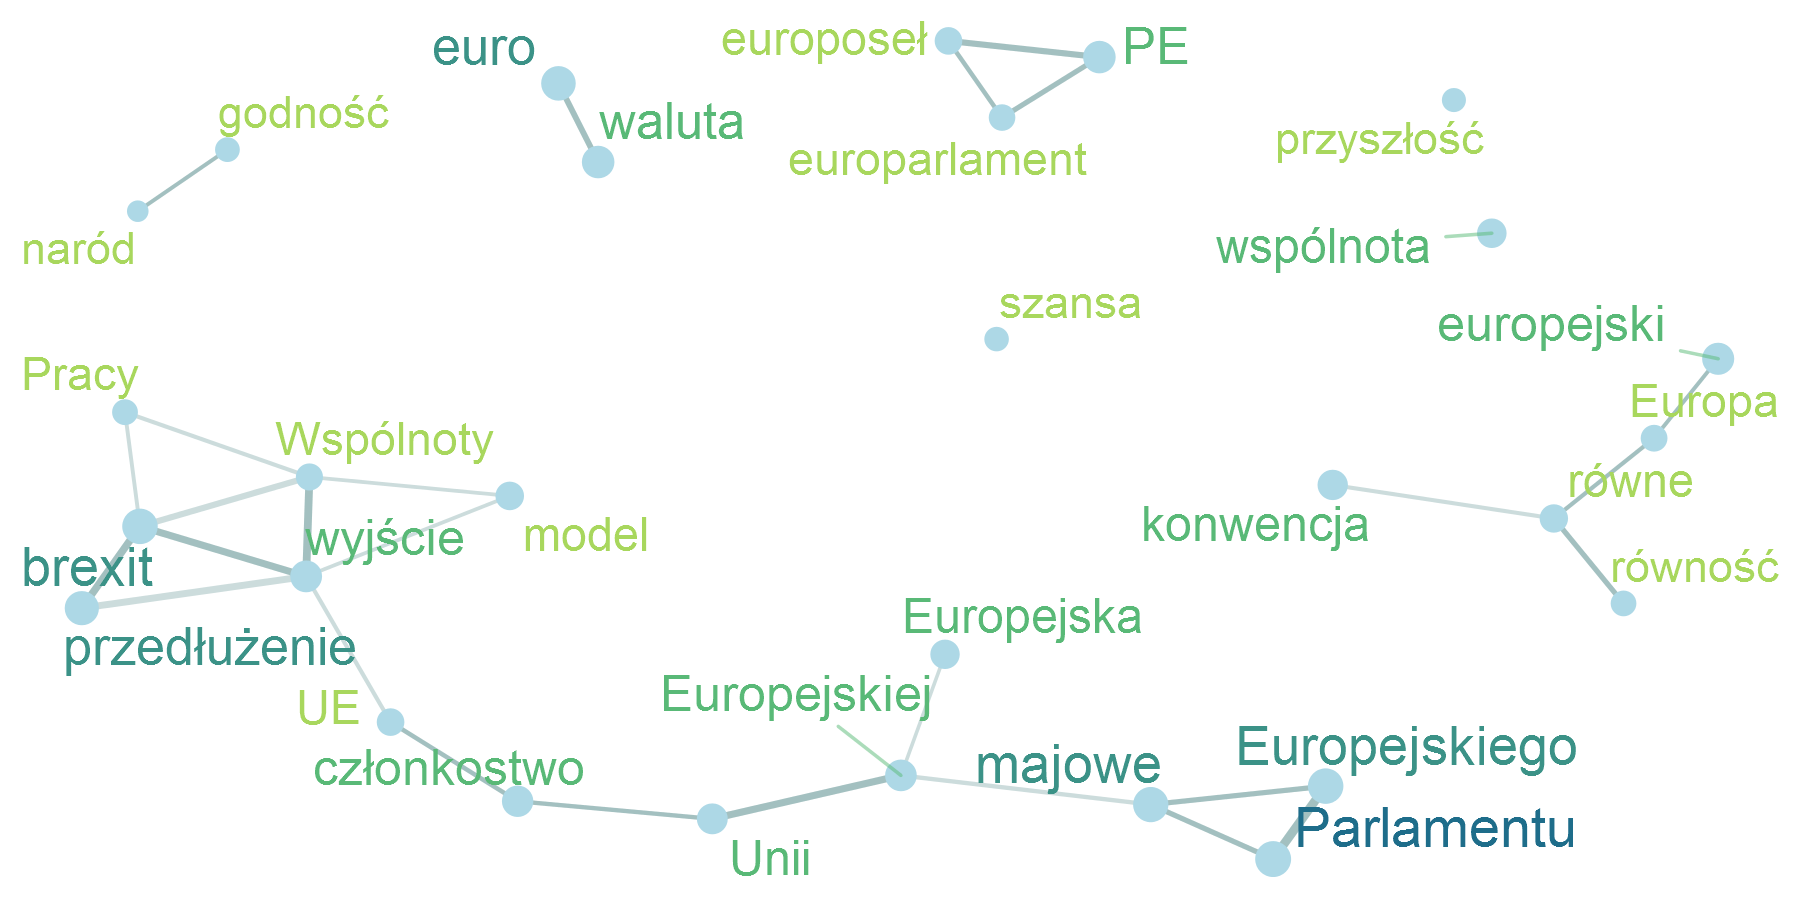 euro
europoseł
PE
godność
waluta
europarlament
przyszłość
naród
wspólnota
szansa
europejski
Pracy
Europa
Wspólnoty
równe
konwencja
wyjście
model
brexit
równość
Europejska
przedłużenie
Europejskiej
UE
Europejskiego
majowe
członkostwo
Parlamentu
Unii